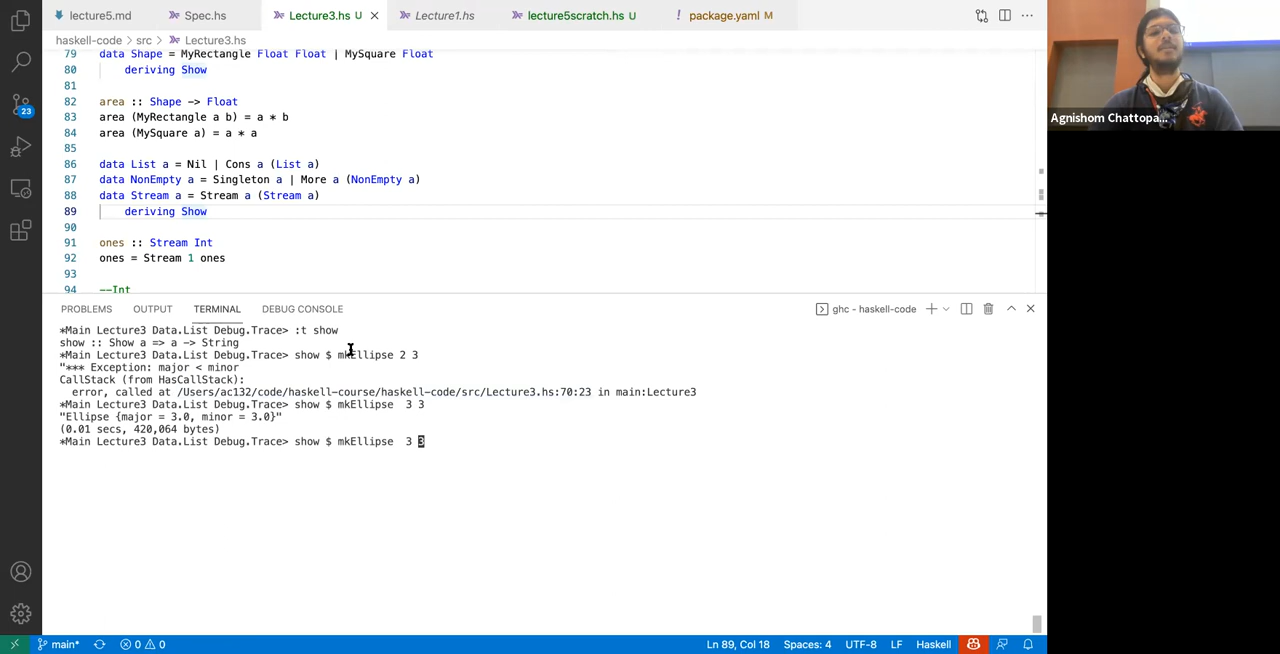 lecture5.md Spec.hs Lecture3.hs U Lecture1.hs lecture5scratch.hs U package.yaml M
haskell-code > src > Lecture3.hs
79 data Shape = MyRectangle Float Float | MySquare Float
80 deriving Show
81
82 area :: Shape -> Float
83 area (MyRectangle a b) = a * b
84 area (MySquare a) = a * a
85
86 data List a = Nil | Cons a (List a)
87 data NonEmpty a = Singleton a | More a (NonEmpty a)
88 data Stream a = Stream a (Stream a)
89 deriving Show
90
91 ones :: Stream Int
92 ones = Stream 1 ones
93
94 --Int
23
Agnishom Chattopa...
PROBLEMS OUTPUT TERMINAL DEBUG CONSOLE ghc - haskell-code
*Main Lecture3 Data.List Debug.Trace> :t show
show :: Show a => a -> String
*Main Lecture3 Data.List Debug.Trace> show $ mkEllipse 2 3
"*** Exception: major < minor
CallStack (from HasCallStack):
error, called at /Users/ac132/code/haskell-course/haskell-code/src/Lecture3.hs:70:23 in main:Lecture3
*Main Lecture3 Data.List Debug.Trace> show $ mkEllipse  3 3
"Ellipse {major = 3.0, minor = 3.0}"
(0.01 secs, 420,064 bytes)
*Main Lecture3 Data.List Debug.Trace> show $ mkEllipse  3 3
main* 0 0 Ln 89, Col 18 Spaces: 4 UTF-8 LF Haskell